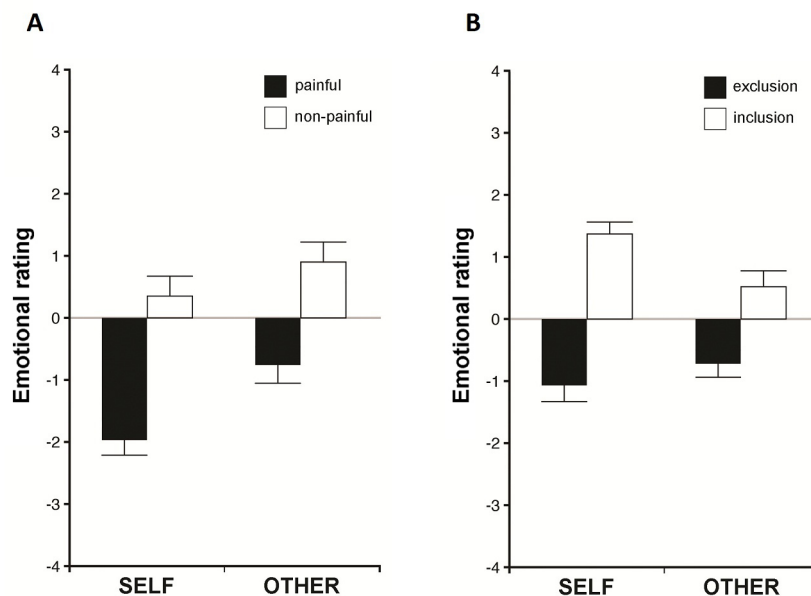 A
4
3
2
1
0
-1
-2
-3
-4
Emotional rating
painful
non-painful
SELF
OTHER
B
4
3
2
1
0
-1
-2
-3
-4
Emotional rating
exclusion
inclusion
SELF
OTHER